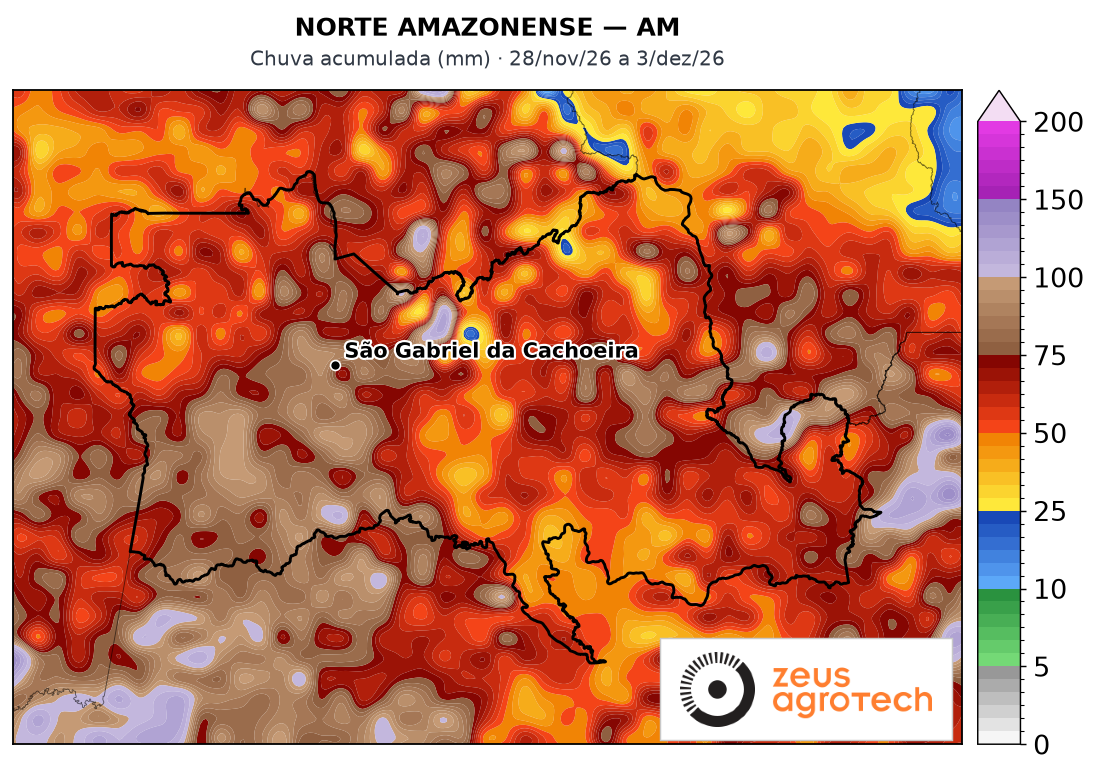 NORTE AMAZONENSE — AM
Chuva acumulada (mm) · 28/nov/26 a 3/dez/26
São Gabriel da Cachoeira
200
150
100
75
50
25
10
5
0
zeus
agrotech